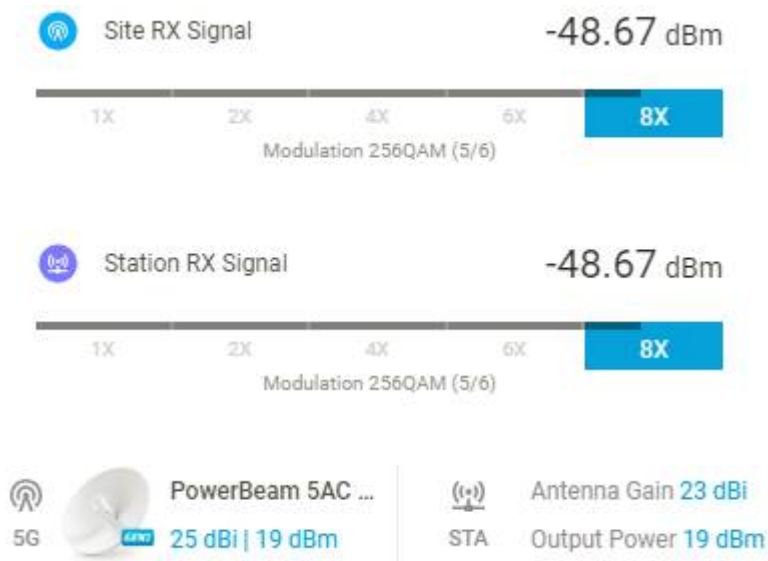 Site RX Signal -48.67 dBm
1X 2X 4X 6X 8X
Modulation 256QAM (5/6)
Station RX Signal -48.67 dBm
1X 2X 4X 6X 8X
Modulation 256QAM (5/6)
PowerBeam 5AC ... Antenna Gain 23 dBi
5G GEN2 25 dBi | 19 dBm STA Output Power 19 dBm